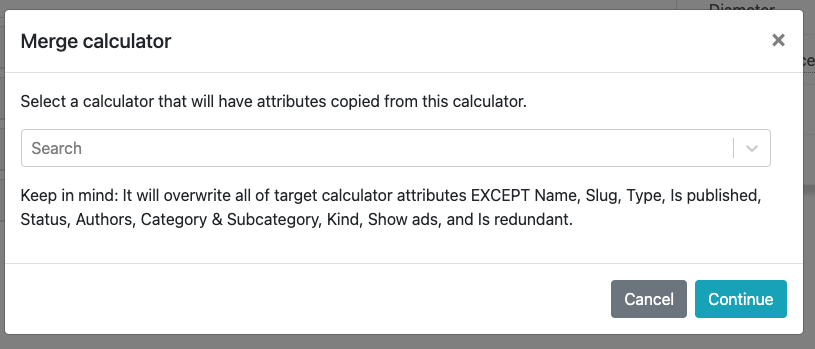 Diameter
Merge calculator
×
ce
Select a calculator that will have attributes copied from this calculator.
Search
Keep in mind: It will overwrite all of target calculator attributes EXCEPT Name, Slug, Type, Is published,
Status, Authors, Category & Subcategory, Kind, Show ads, and Is redundant.
Cancel
Continue